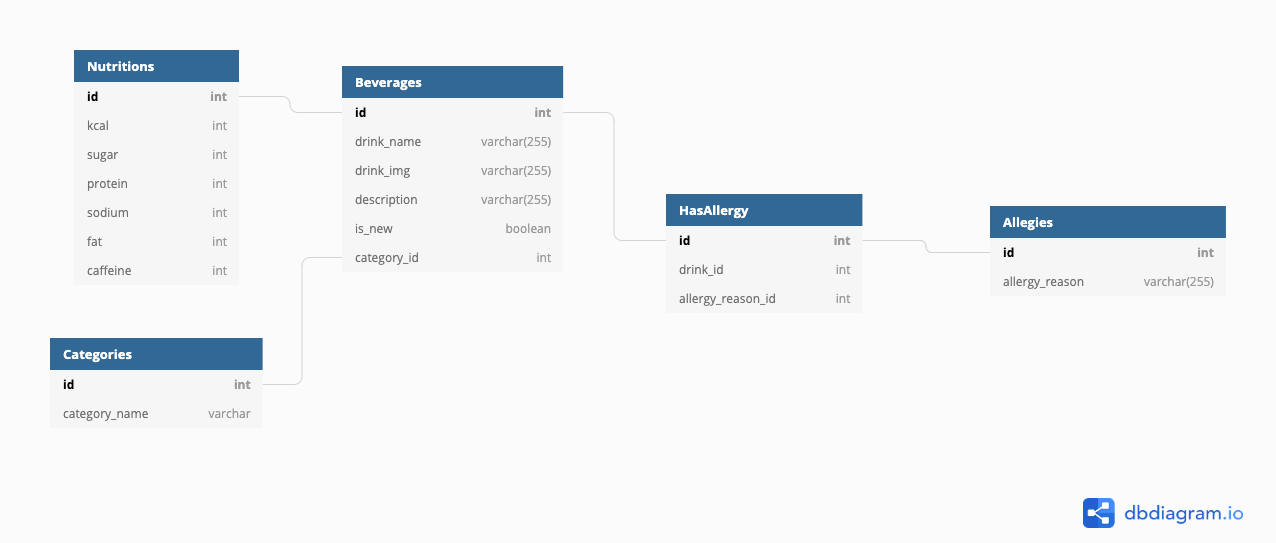 Nutritions
id int
kcal int
sugar int
protein int
sodium int
fat int
caffeine int
Beverages
id int
drink_name varchar(255)
drink_img varchar(255)
description varchar(255)
is_new boolean
category_id int
HasAllergy
id int
drink_id int
allergy_reason_id int
Allegies
id int
allergy_reason varchar(255)
Categories
id int
category_name varchar
dbdiagram.io